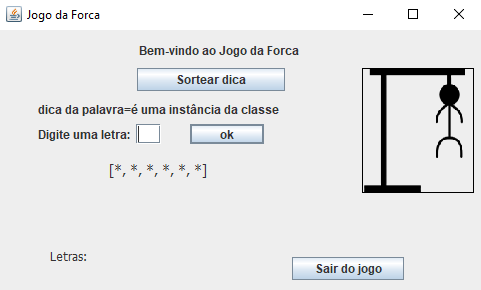 Jogo da Forca
Bem-vindo ao Jogo da Forca
Sortear dica
dica da palavra=é uma instância da classe
Digite uma letra:
ok
[*, *, *, *, *, *]
Letras:
Sair do jogo